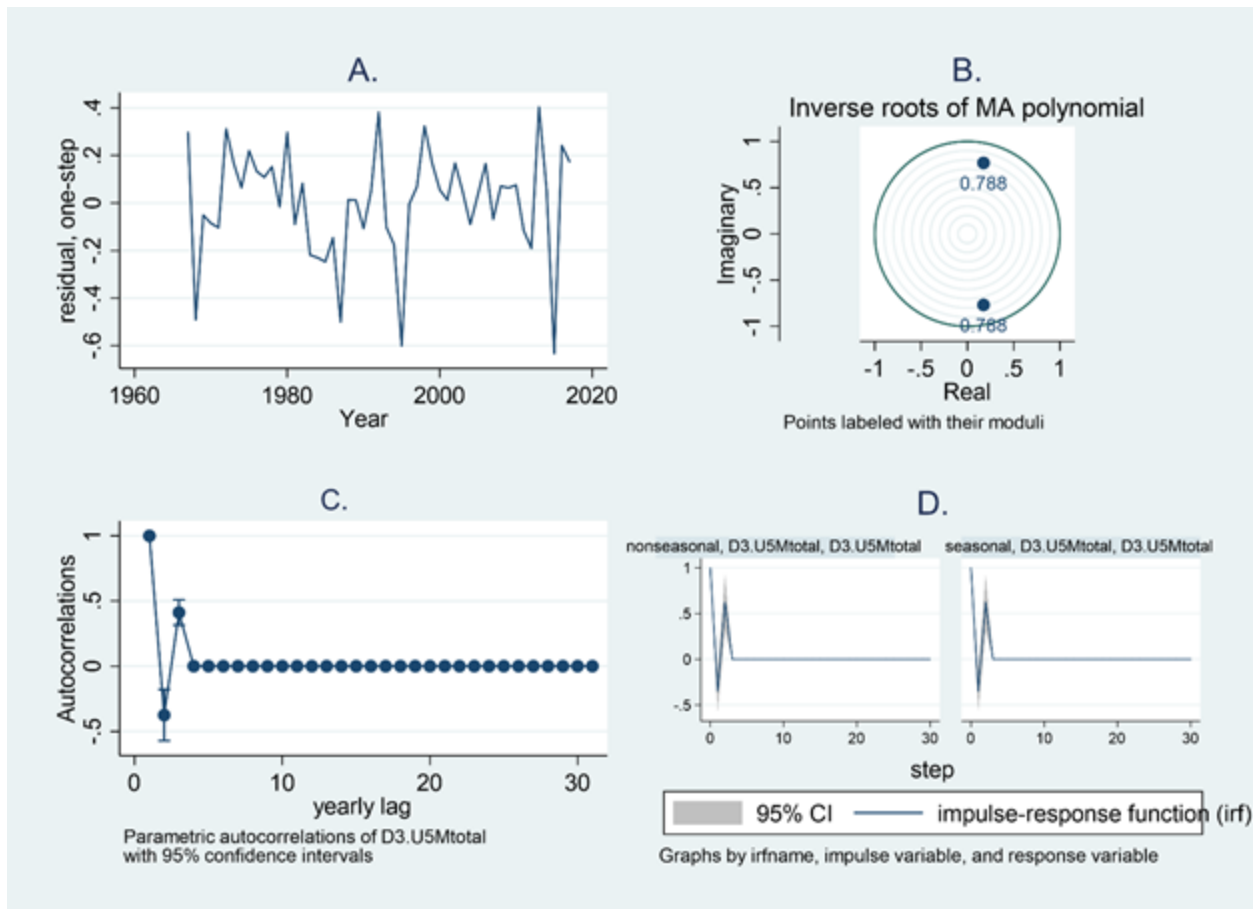 A.
.4
.2
0
-.2
-.4
-.6
residual, one-step
1960 1980 2000 2020
Year
B.
Inverse roots of MA polynomial
1
.5
0
-.5
-1
Imaginary
0.788
0.788
-1 -.5 0 .5 1
Real
Points labeled with their moduli
C.
1
.5
0
-.5
Autocorrelations
0 10 20 30
yearly lag
Parametric autocorrelations of D3.U5Mtotal
with 95% confidence intervals
D.
nonseasonal, D3.U5Mtotal, D3.U5Mtotal
seasonal, D3.U5Mtotal, D3.U5Mtotal
1
.5
0
-.5
0 10 20 30
0 10 20 30
step
95% CI
impulse-response function (irf)
Graphs by irfname, impulse variable, and response variable